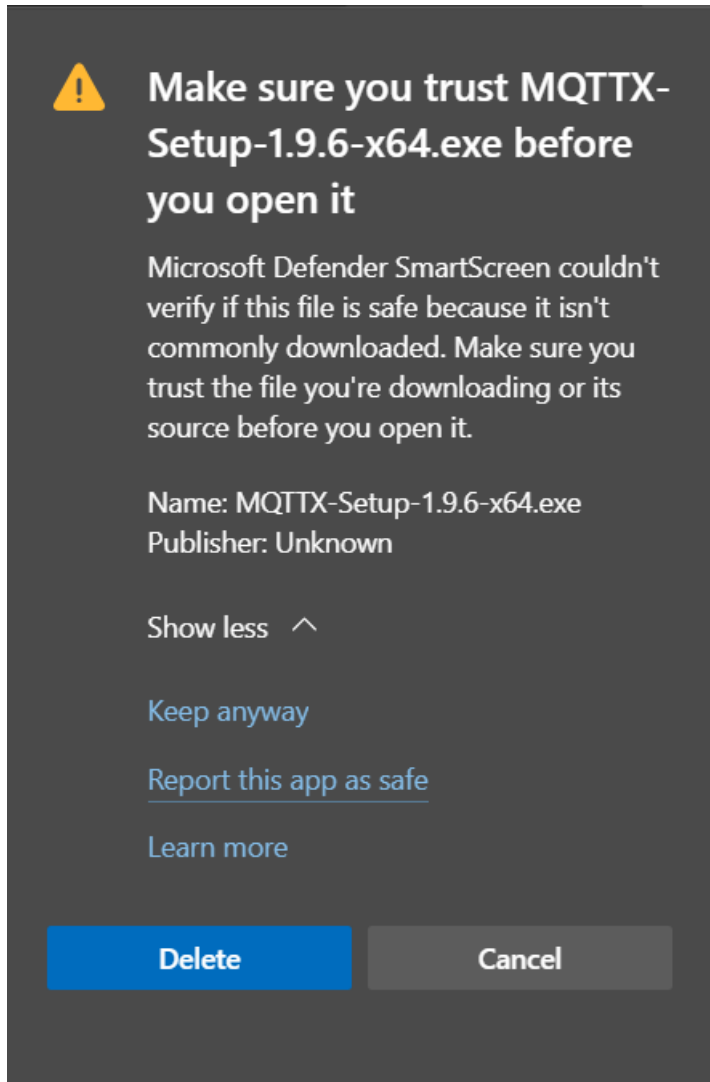 Make sure you trust MQTTX-
Setup-1.9.6-x64.exe before
you open it
Microsoft Defender SmartScreen couldn't
verify if this file is safe because it isn't
commonly downloaded. Make sure you
trust the file you're downloading or its
source before you open it.
Name: MQTTX-Setup-1.9.6-x64.exe
Publisher: Unknown
Show less
Keep anyway
Report this app as safe
Learn more
Delete
Cancel